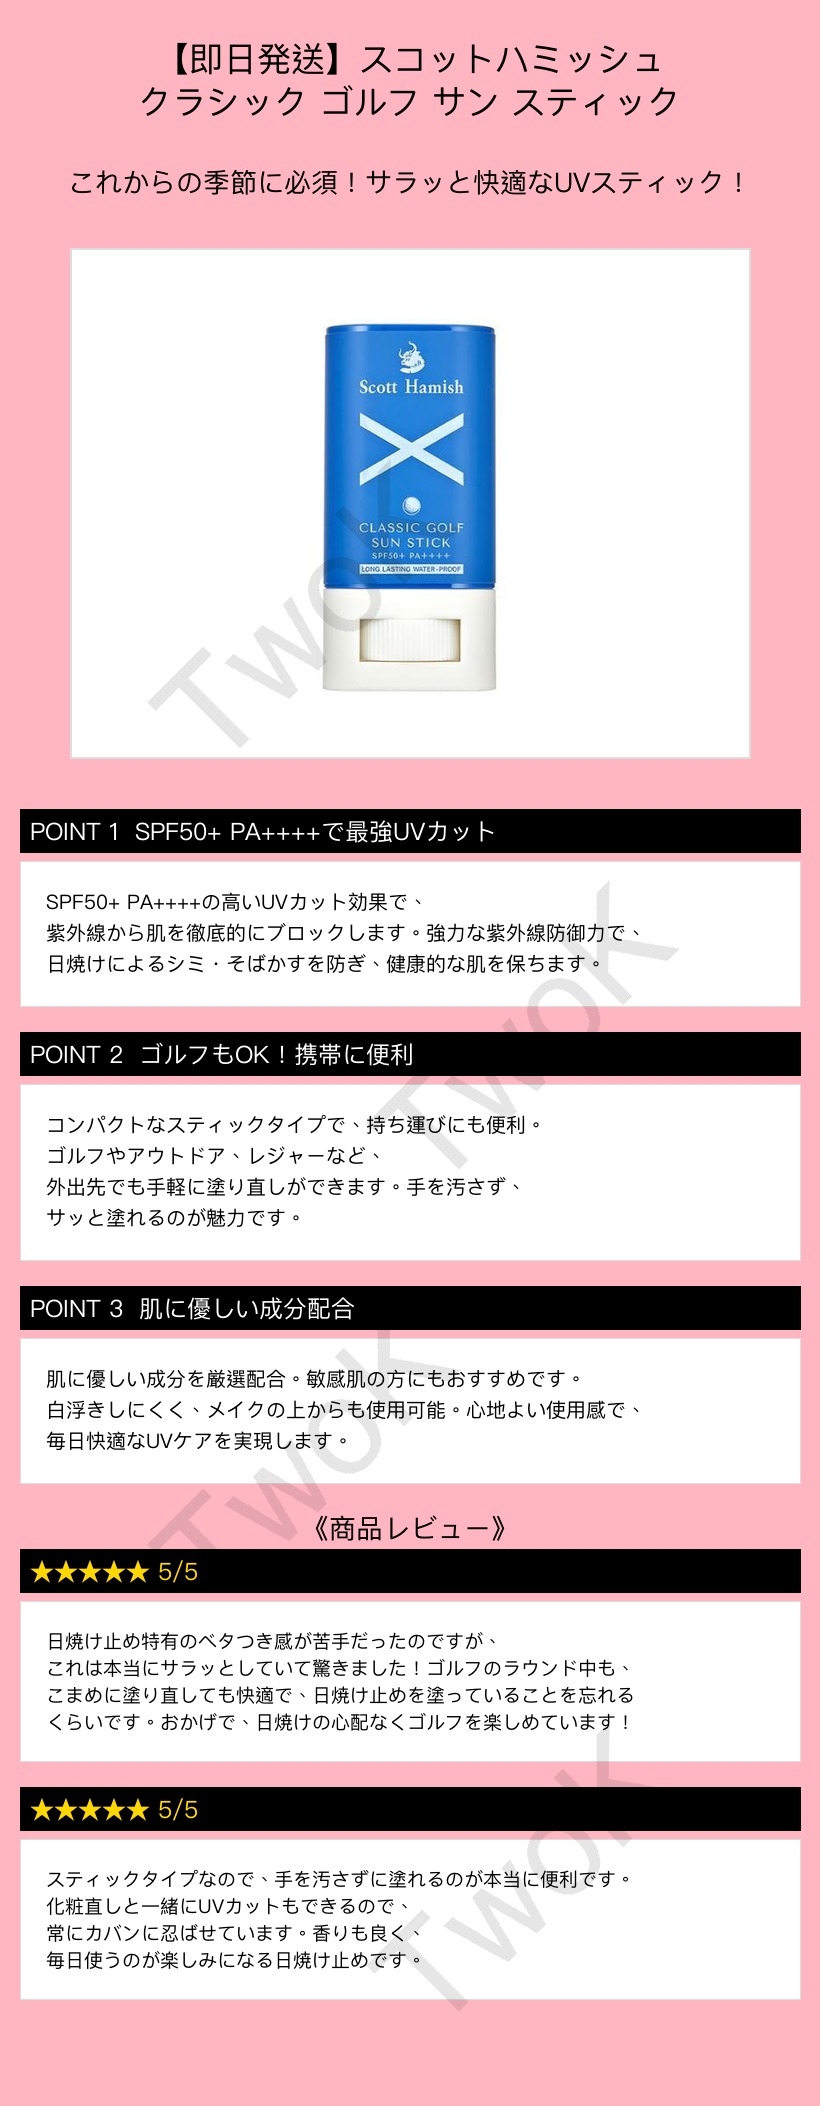 【即日発送】スコットハミッシュ
クラシック ゴルフ サン スティック
これからの季節に必須！サラッと快適なUVスティック！
Scott Hamish
CLASSIC GOLF
SUN STICK
SPF50+ PA++++
LONG LASTING WATER-PROOF
TwoK
POINT 1 SPF50+ PA++++で最強UVカット
SPF50+ PA++++の高いUVカット効果で、
紫外線から肌を徹底的にブロックします。強力な紫外線防御力で、
日焼けによるシミ・そばかすを防ぎ、健康的な肌を保ちます。
TwoK
POINT 2 ゴルフもOK！携帯に便利
コンパクトなスティックタイプで、持ち運びにも便利。
ゴルフやアウトドア、レジャーなど、
外出先でも手軽に塗り直しができます。手を汚さず、
サッと塗れるのが魅力です。
POINT 3 肌に優しい成分配合
肌に優しい成分を厳選配合。敏感肌の方にもおすすめです。
白浮きしにくく、メイクの上からも使用可能。心地よい使用感で、
毎日快適なUVケアを実現します。
TwoK
《商品レビュー》
★★★★★ 5/5
日焼け止め特有のベタつき感が苦手だったのですが、
これは本当にサラッとしていて驚きました！ゴルフのラウンド中も、
こまめに塗り直しても快適で、日焼け止めを塗っていることを忘れる
くらいです。おかげで、日焼けの心配なくゴルフを楽しめています！
★★★★★ 5/5
スティックタイプなので、手を汚さずに塗れるのが本当に便利です。
化粧直しと一緒にUVカットもできるので、
常にカバンに忍ばせています。香りも良く、
毎日使うのが楽しみになる日焼け止めです。
TwoK